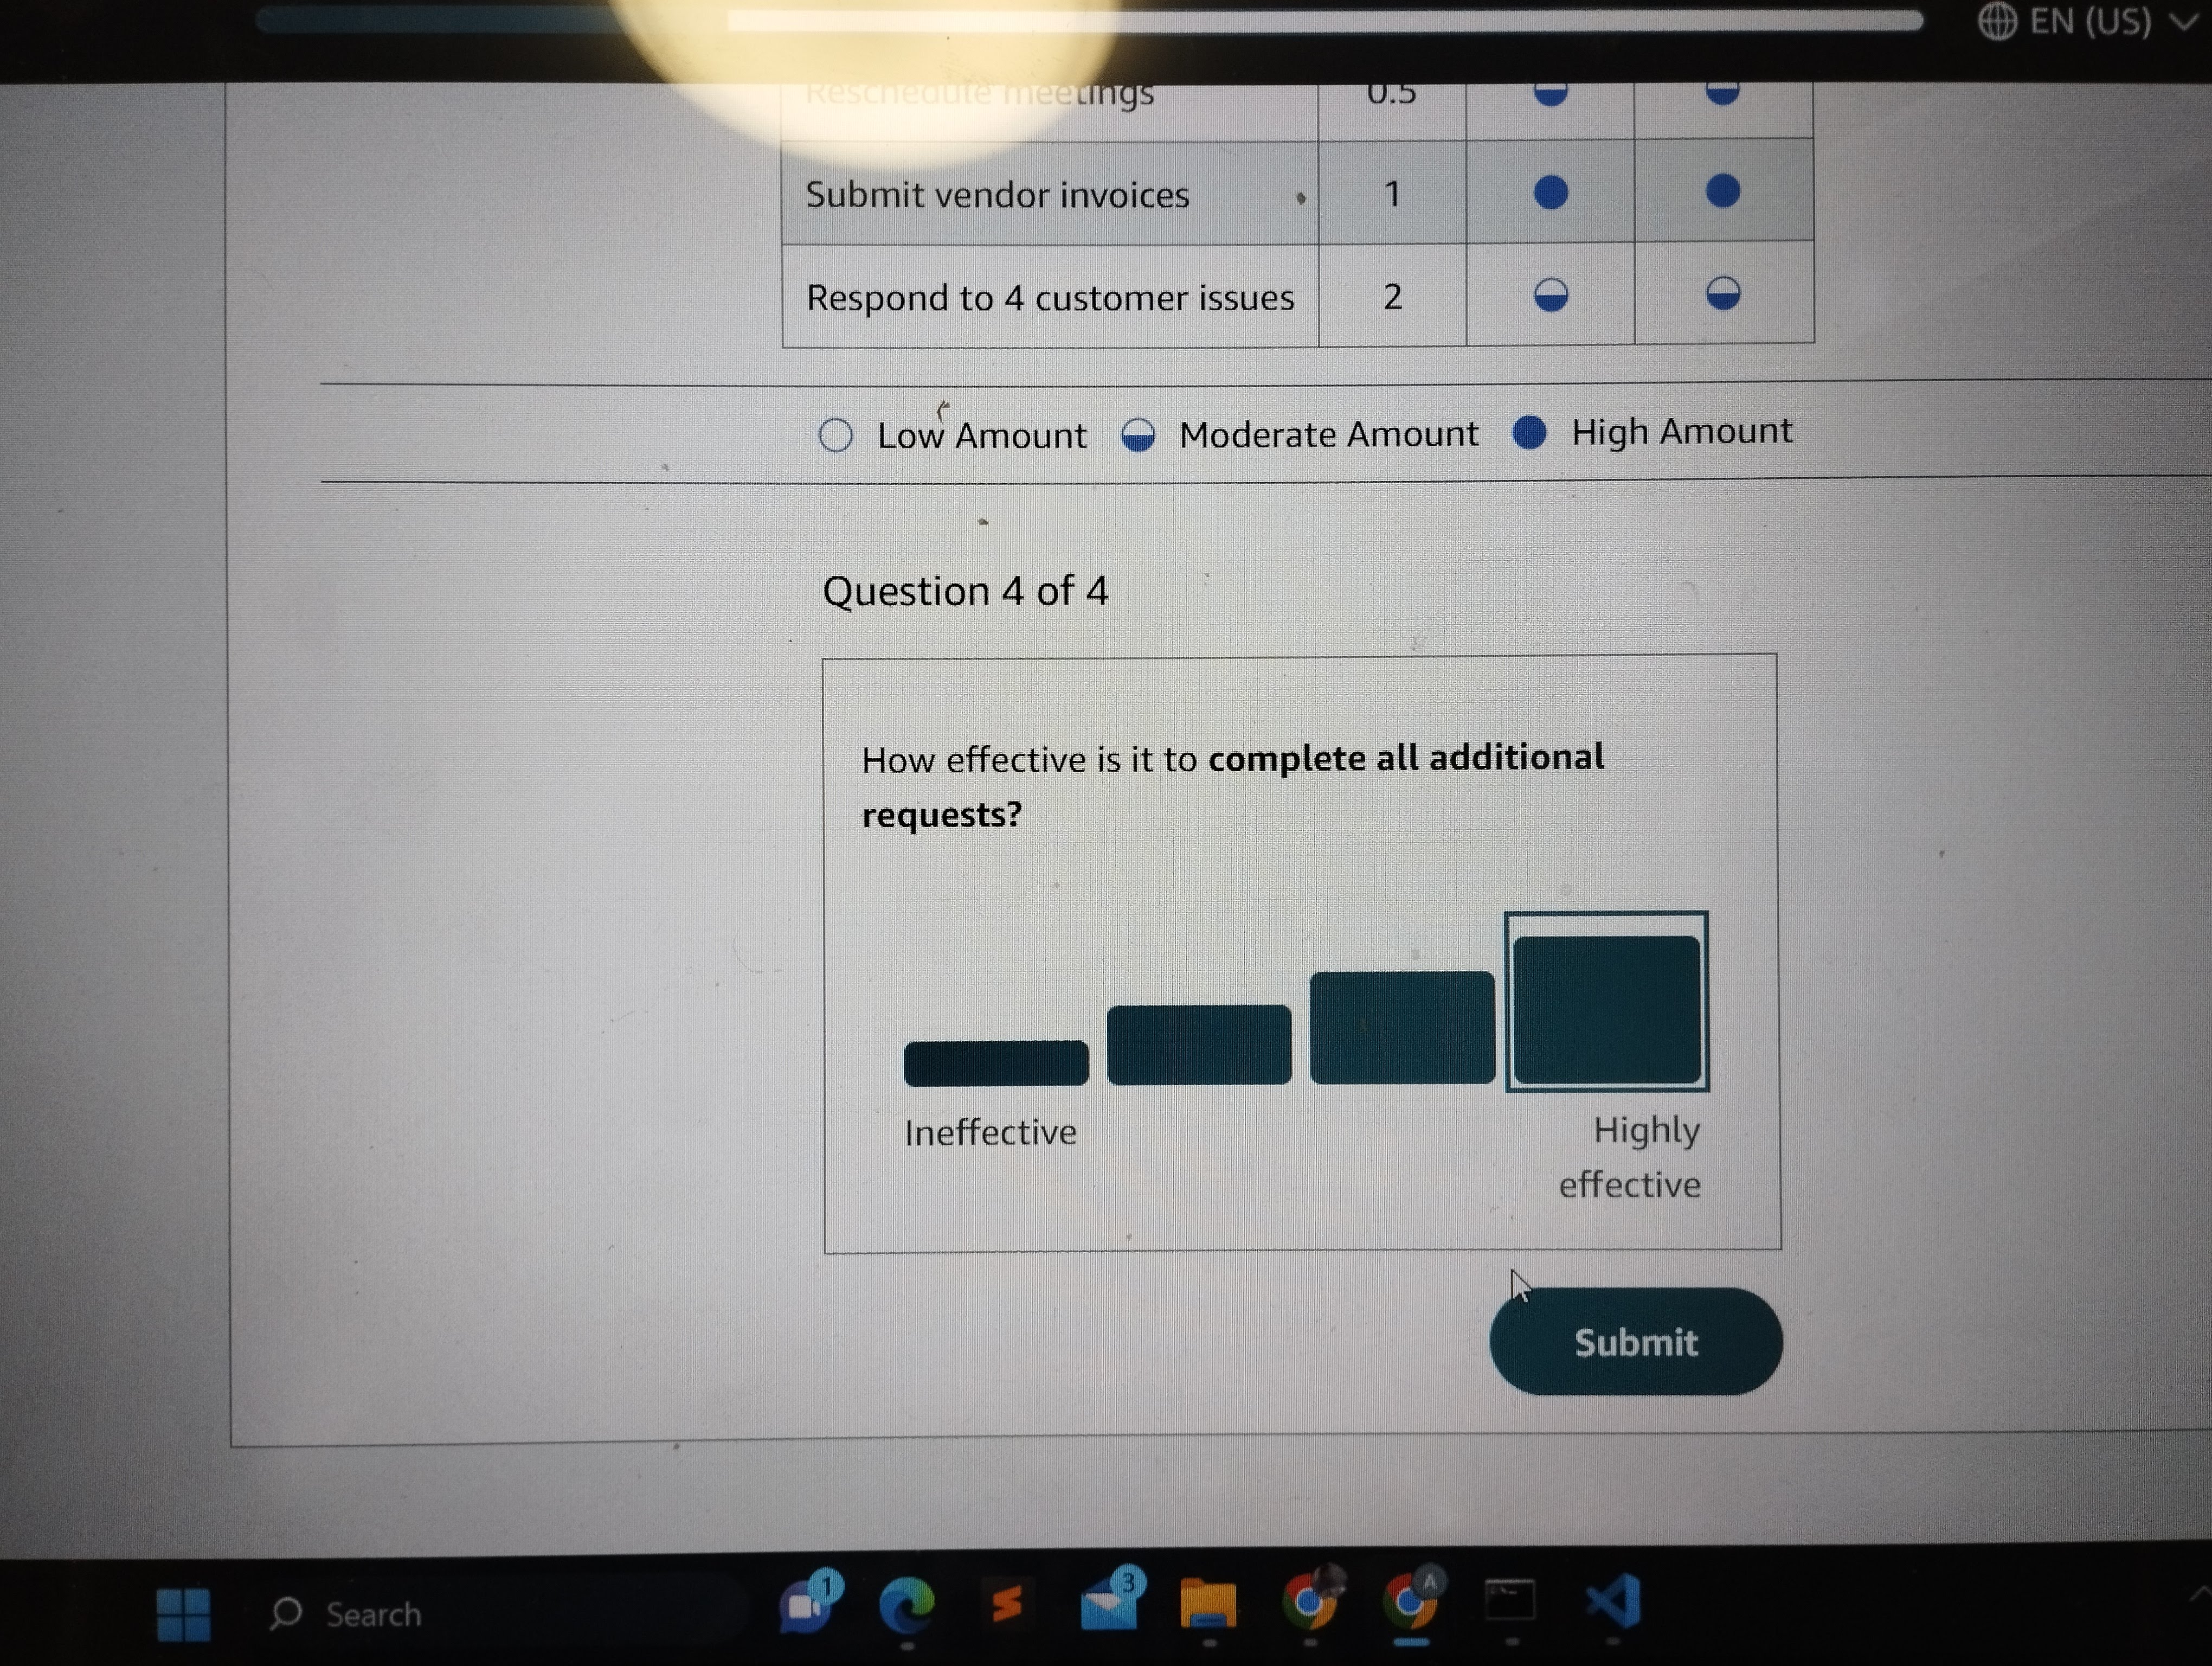 EN (US)
Reschedule meetings 0.5
Submit vendor invoices 1
Respond to 4 customer issues 2
Low Amount Moderate Amount High Amount
Question 4 of 4
How effective is it to complete all additional
requests?
Ineffective Highly
effective
Submit
Search 1 3 A